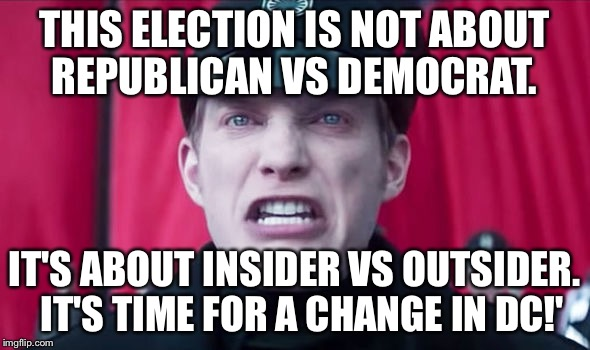 THIS ELECTION IS NOT ABOUT
REPUBLICAN VS DEMOCRAT.
IT'S ABOUT INSIDER VS OUTSIDER.
IT'S TIME FOR A CHANGE IN DC!'
imgflip.com